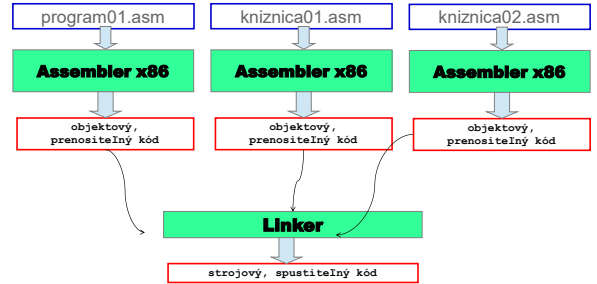 program01.asm
kniznica01.asm
kniznica02.asm
Assembler x86
Assembler x86
Assembler x86
objektový,
prenositeľný kód
objektový,
prenositeľný kód
objektový,
prenositeľný kód
Linker
strojový, spustiteľný kód